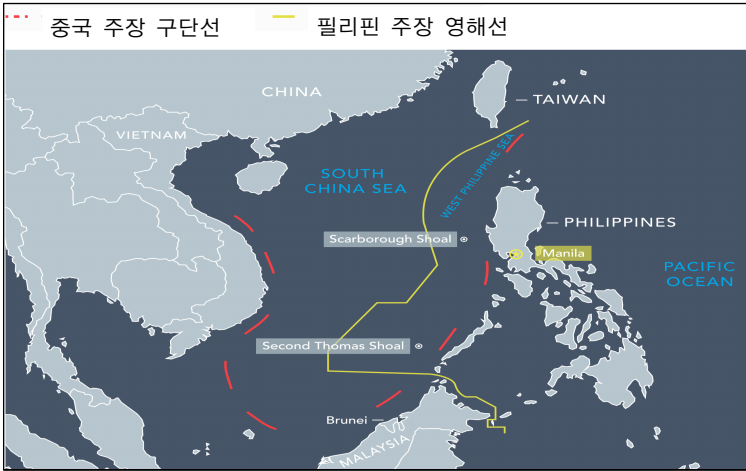 중국 주장 구단선
필리핀 주장 영해선
CHINA
TAIWAN
VIETNAM
SOUTH
CHINA SEA
WEST PHILIPPINE SEA
PHILIPPINES
Scarborough Shoal
Manila
PACIFIC
OCEAN
Second Thomas Shoal
Brunei
MALAYSIA